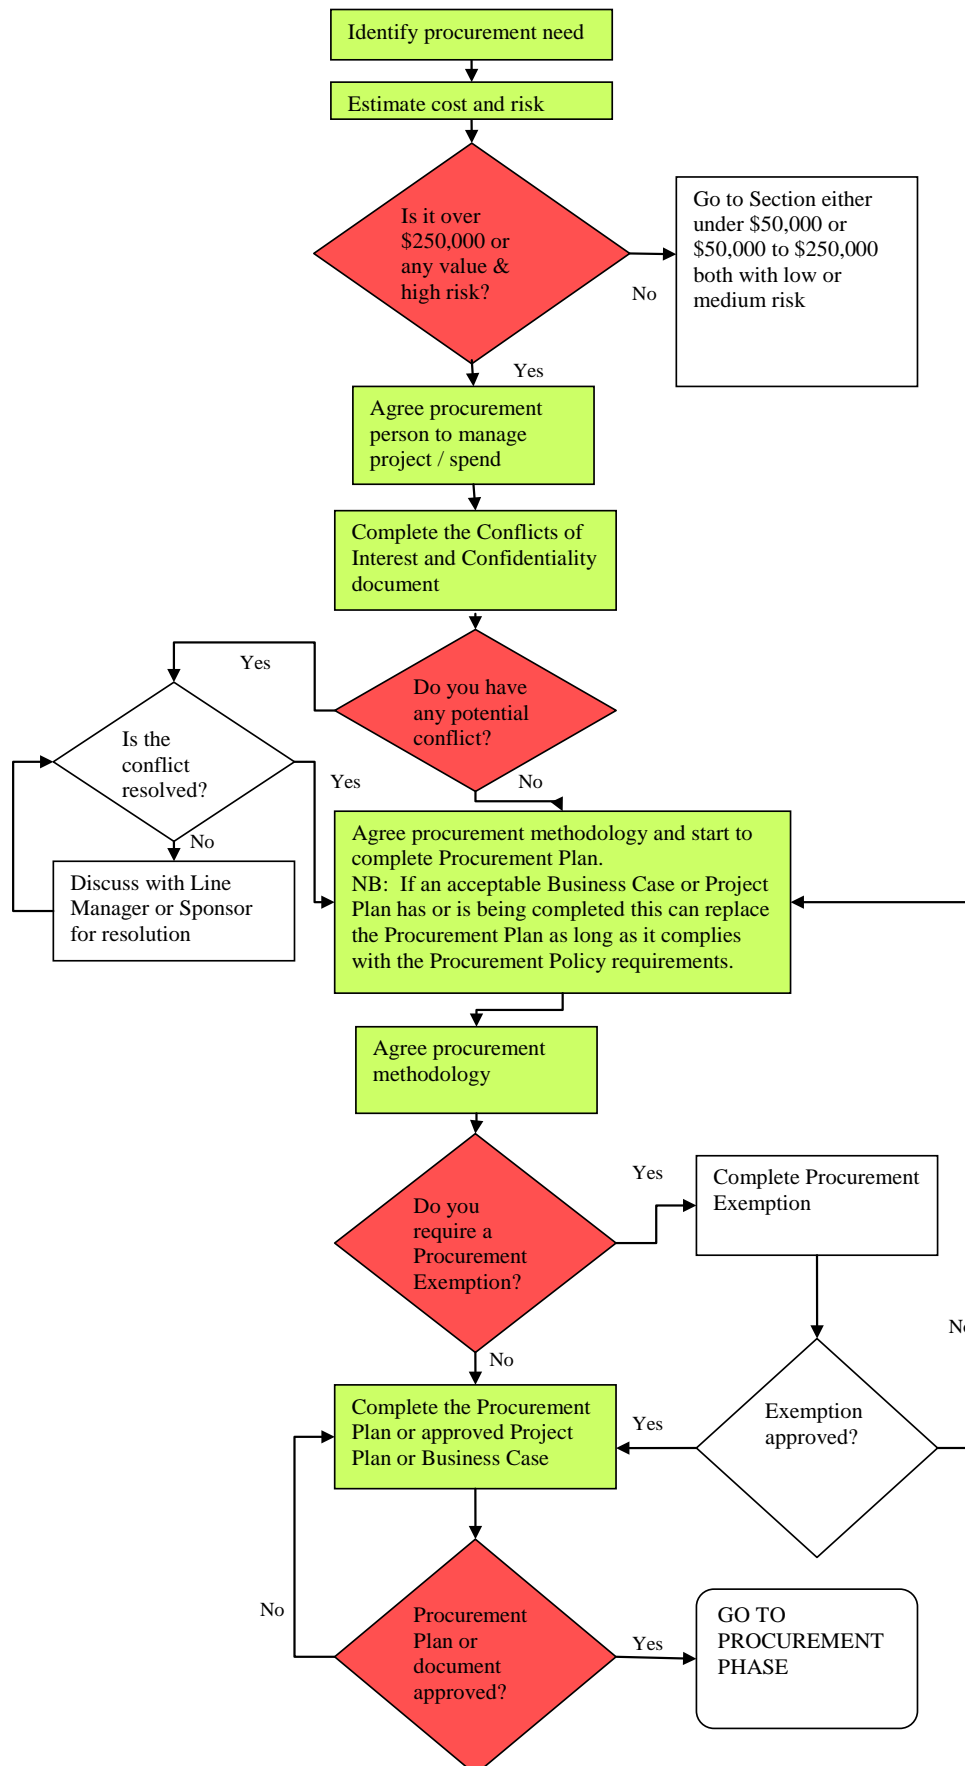 Identify procurement need
Estimate cost and risk
Is it over
$250,000 or
any value &
high risk?
No
Go to Section either
under $50,000 or
$50,000 to $250,000
both with low or
medium risk
Yes
Agree procurement
person to manage
project / spend
Complete the Conflicts of
Interest and Confidentiality
document
Do you have
any potential
conflict?
Yes
Is the
conflict
resolved?
Yes
No
No
Discuss with Line
Manager or Sponsor
for resolution
Agree procurement methodology and start to
complete Procurement Plan.
NB:  If an acceptable Business Case or Project
Plan has or is being completed this can replace
the Procurement Plan as long as it complies
with the Procurement Policy requirements.
Agree procurement
methodology
Do you
require a
Procurement
Exemption?
Yes
Complete Procurement
Exemption
No
No
Exemption
approved?
Yes
Complete the Procurement
Plan or approved Project
Plan or Business Case
No
Procurement
Plan or
document
approved?
Yes
GO TO
PROCUREMENT
PHASE